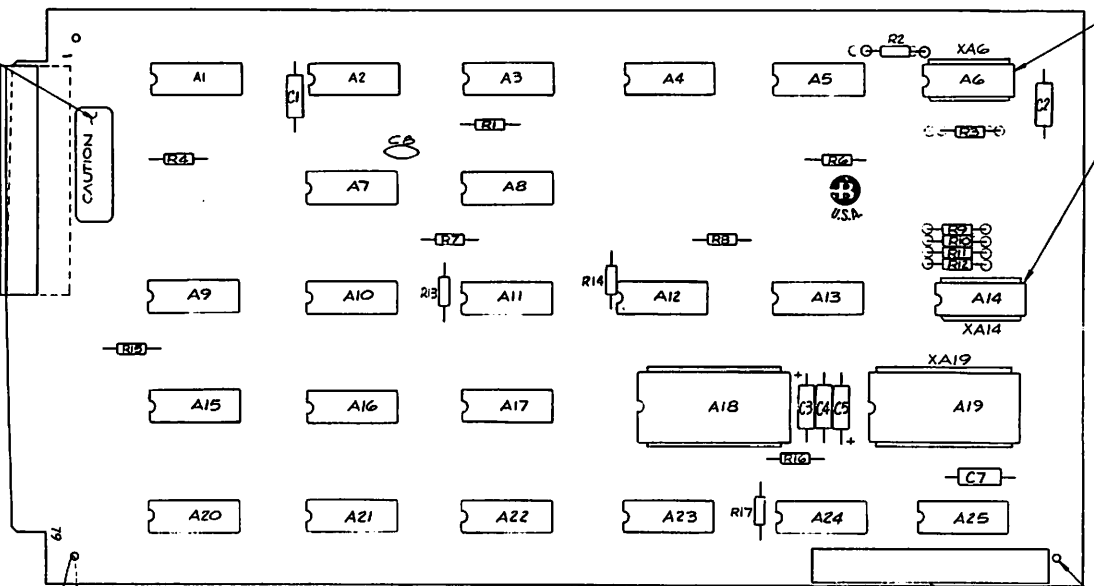 R2
XA6
1
A1
A2
A3
A4
A5
A6
C1
C2
R1
R3
CAUTION
C8
R4
R6
A7
A8
B
U.S.A.
R7
R8
R9
R10
R11
R12
R14
R13
A9
A10
A11
A12
A13
A14
XA14
R15
XA19
+
A15
A16
A17
A18
C3
C4
C5
A19
+
R16
C7
A20
A21
A22
A23
R17
A24
A25
79